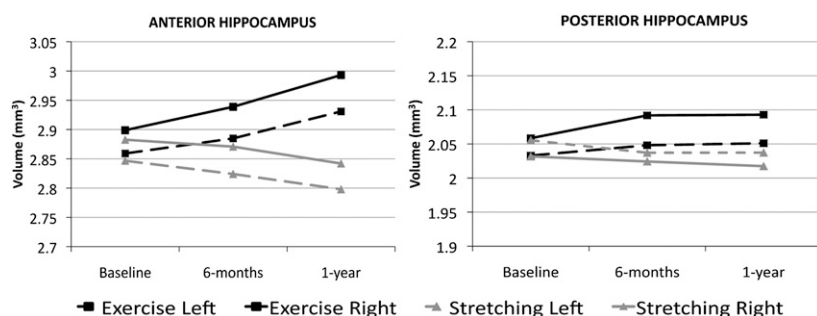 ANTERIOR HIPPOCAMPUS
Volume (mm³)
3.05
3
2.95
2.9
2.85
2.8
2.75
2.7
Baseline 6-months 1-year
POSTERIOR HIPPOCAMPUS
Volume (mm³)
2.2
2.15
2.1
2.05
2
1.95
1.9
Baseline 6-months 1-year
Exercise Left Exercise Right Stretching Left Stretching Right